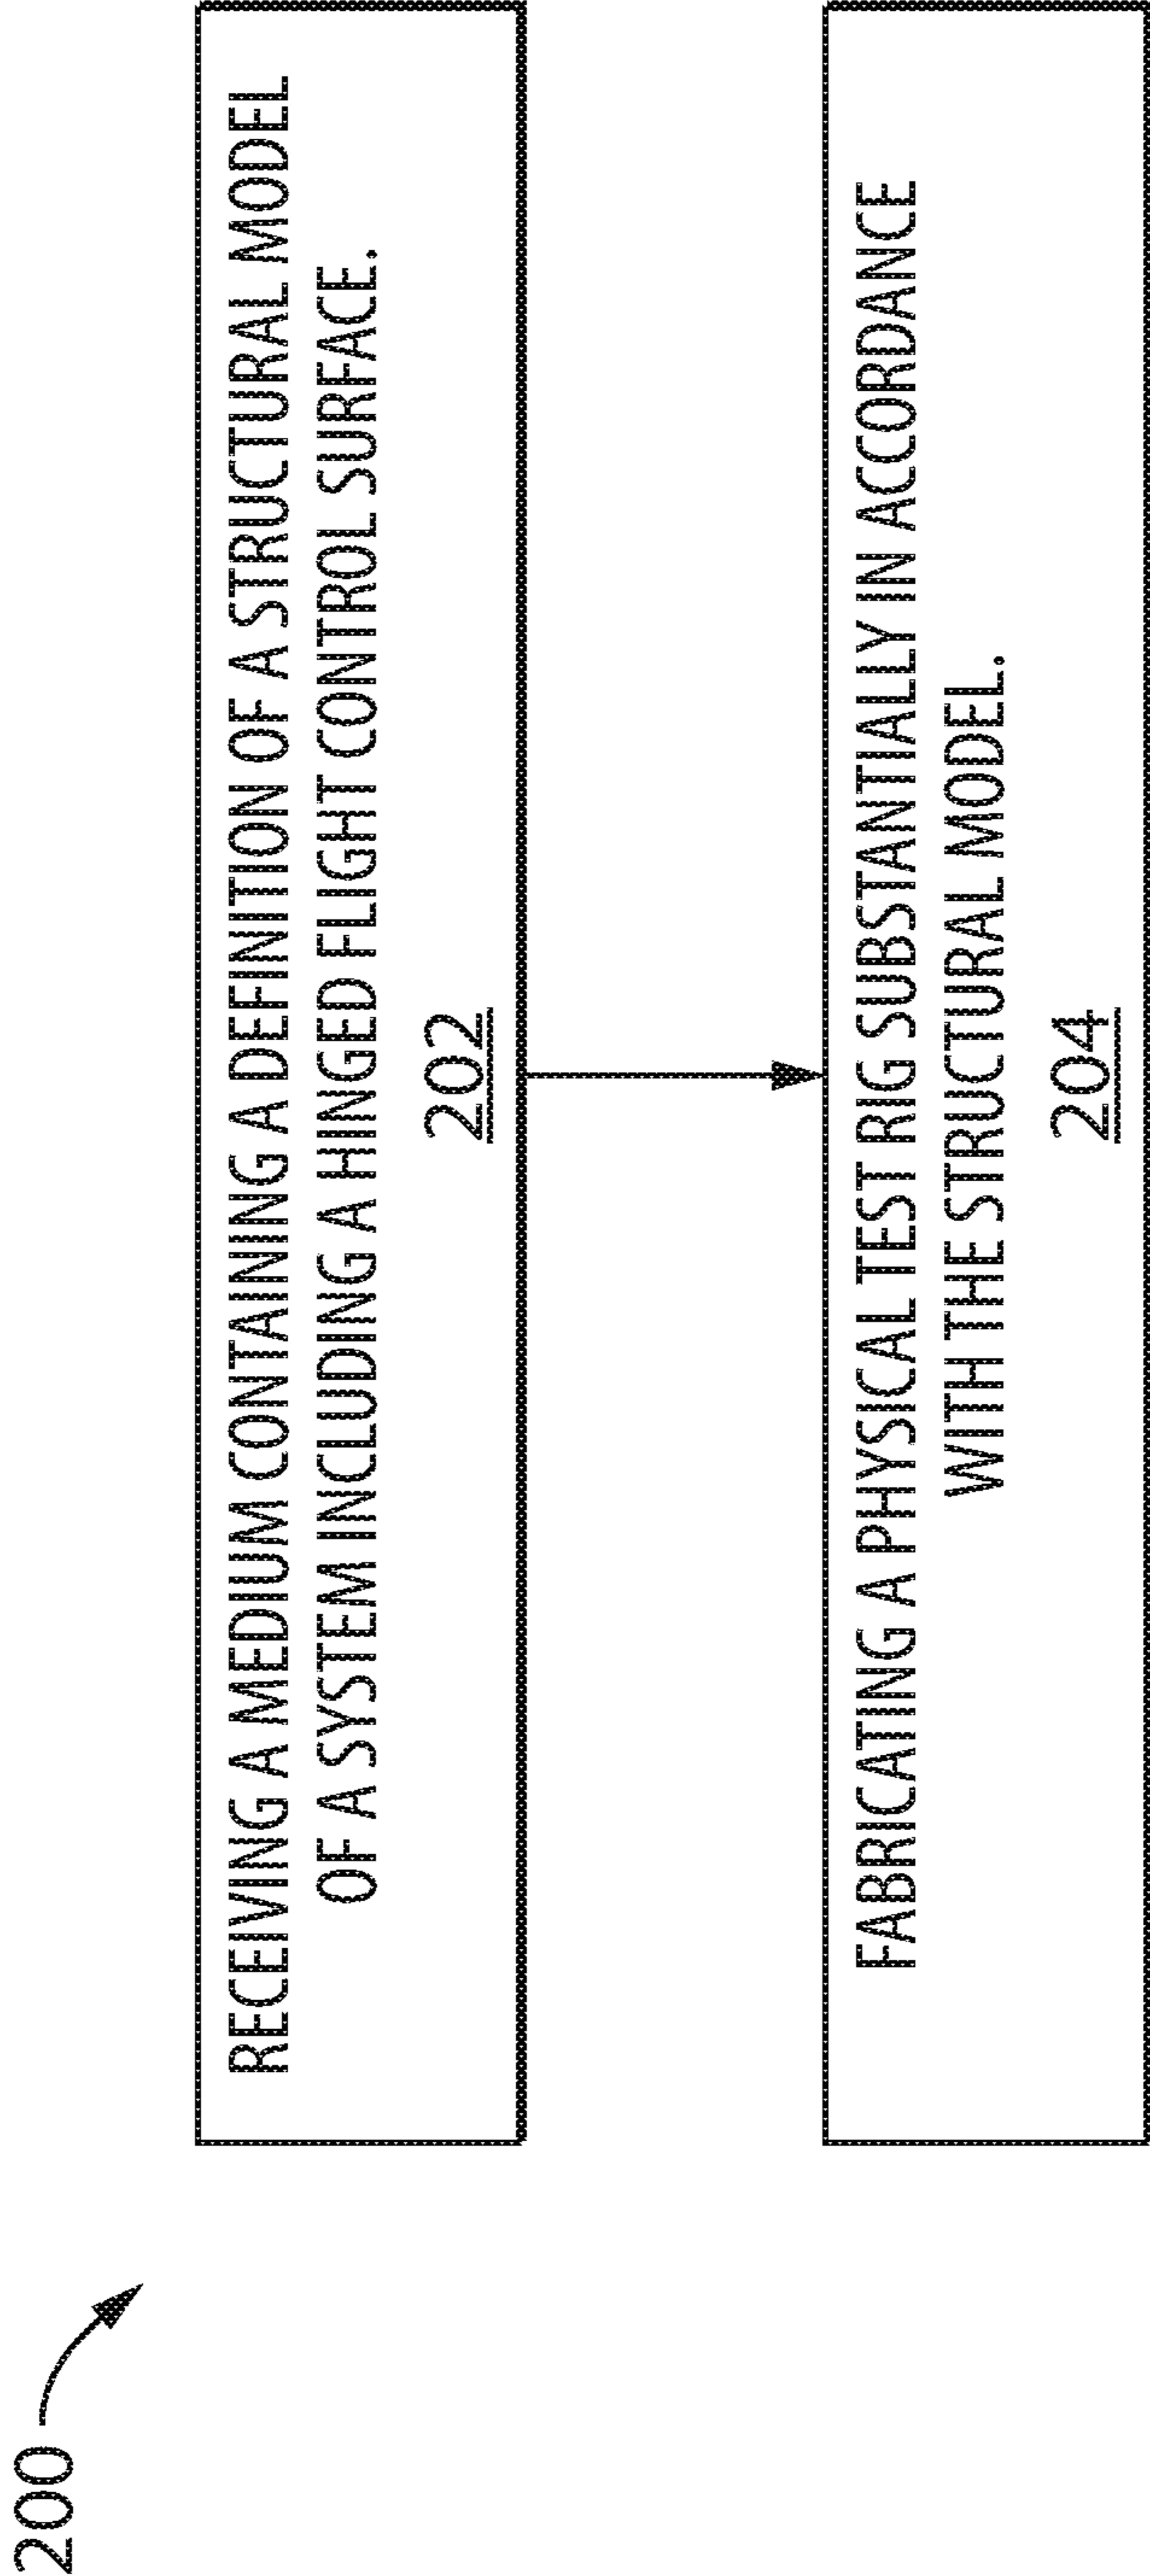 200
RECEIVING A MEDIUM CONTAINING A DEFINITION OF A STRUCTURAL MODEL
OF A SYSTEM INCLUDING A HINGED FLIGHT CONTROL SURFACE.
202
FABRICATING A PHYSICAL TEST RIG SUBSTANTIALLY IN ACCORDANCE
WITH THE STRUCTURAL MODEL.
204